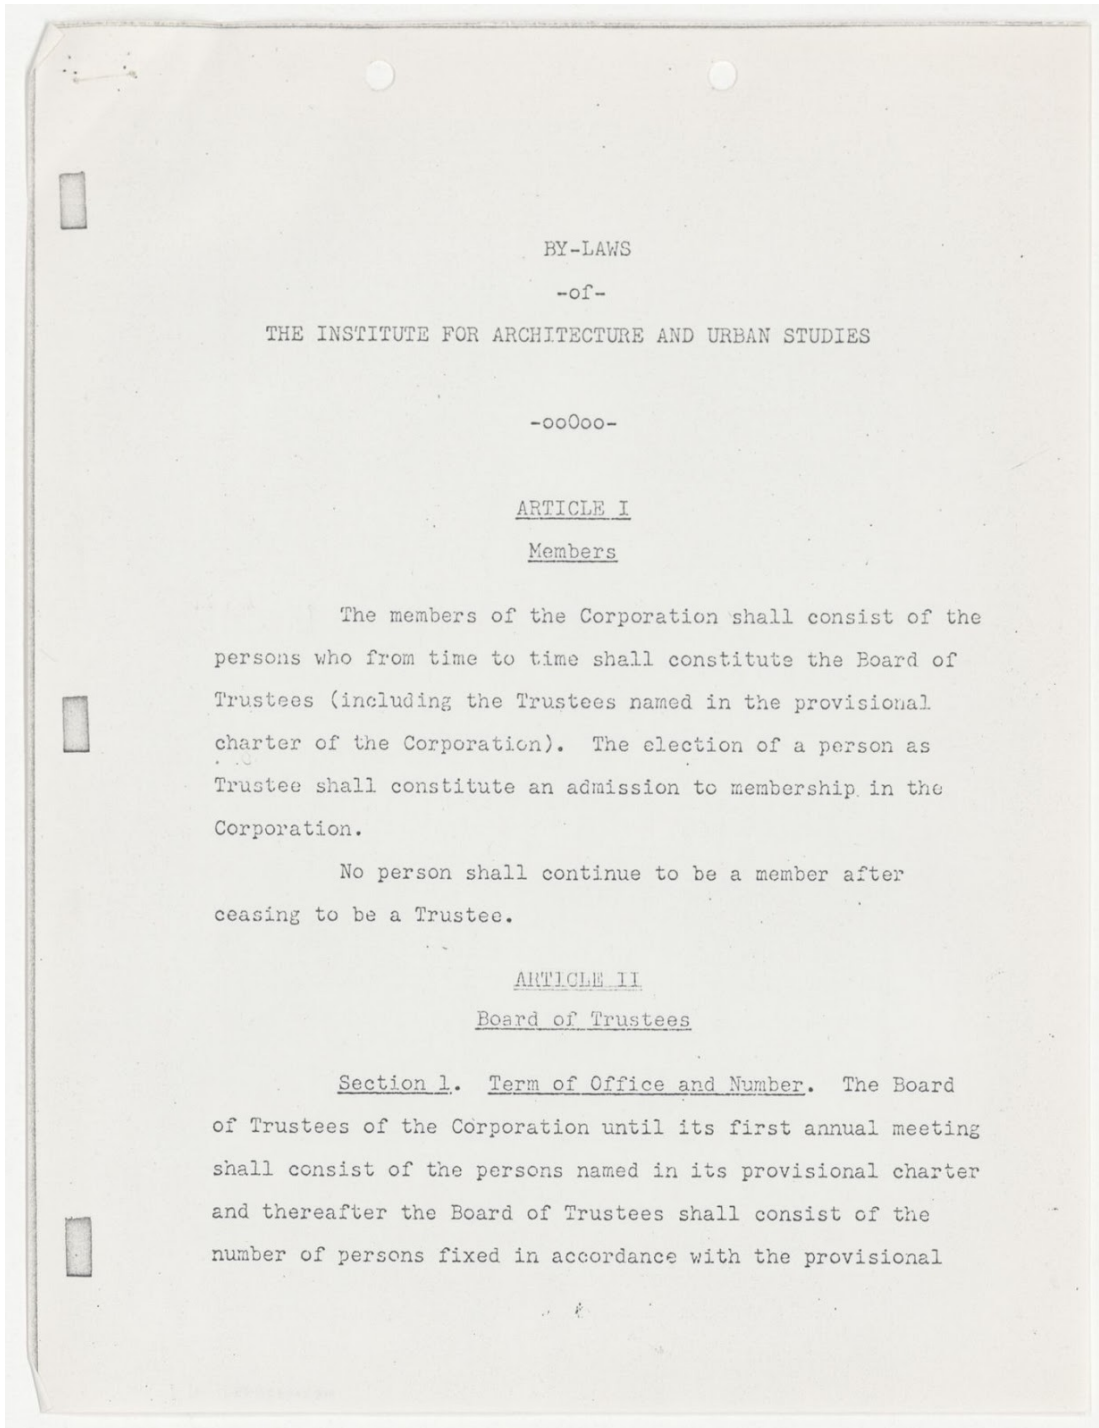 BY-LAWS
-of-
THE INSTITUTE FOR ARCHITECTURE AND URBAN STUDIES
-ooOoo-
ARTICLE I
Members
The members of the Corporation shall consist of the
persons who from time to time shall constitute the Board of
Trustees (including the Trustees named in the provisional
charter of the Corporation). The election of a person as
Trustee shall constitute an admission to membership in the
Corporation.
No person shall continue to be a member after
ceasing to be a Trustee.
ARTICLE II
Board of Trustees
Section 1. Term of Office and Number. The Board
of Trustees of the Corporation until its first annual meeting
shall consist of the persons named in its provisional charter
and thereafter the Board of Trustees shall consist of the
number of persons fixed in accordance with the provisional